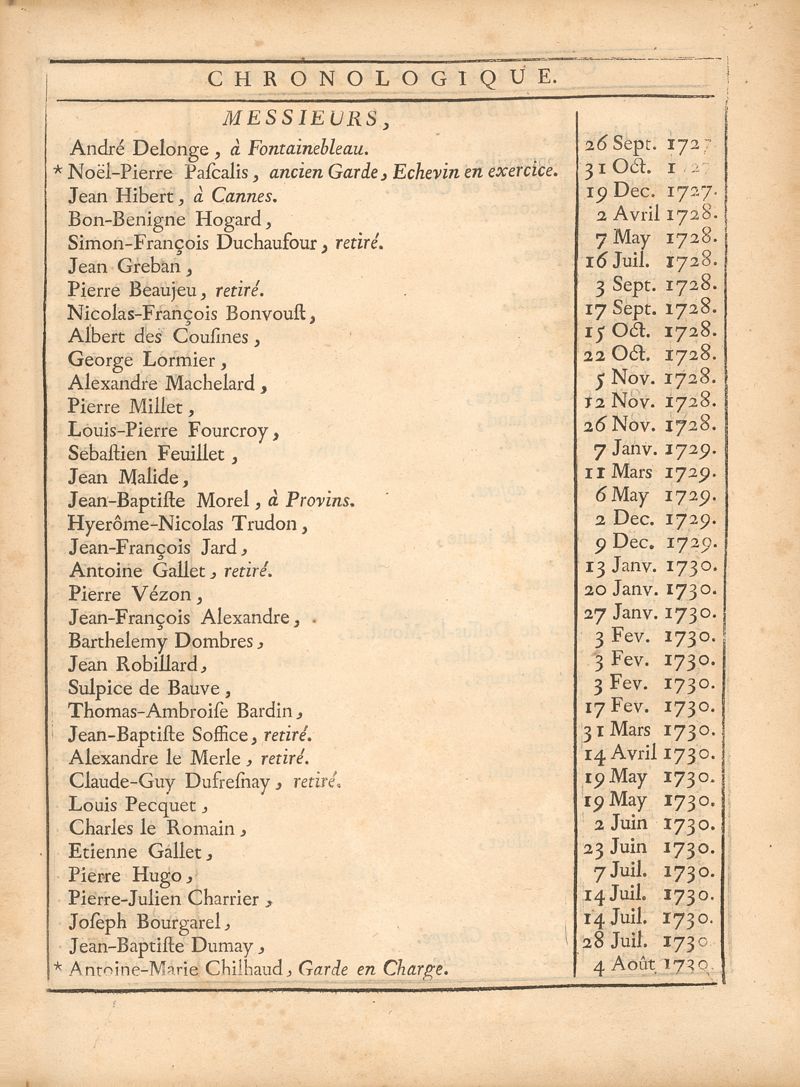 CHRONOLOGIQUE.
MESSIEURS,
André Delonge, à Fontainebleau. 26 Sept. 1727
* Noël-Pierre Paſcalis, ancien Garde, Echevin en exercice. 31 Oct. 1 27
Jean Hibert, à Cannes. 19 Dec. 1727.
Bon-Benigne Hogard, 2 Avril 1728.
Simon-François Duchaufour, retiré. 7 May 1728.
Jean Greban, 16 Juil. 1728.
Pierre Beaujeu, retiré. 3 Sept. 1728.
Nicolas-François Bonvouſt, 17 Sept. 1728.
Albert des Couſines, 15 Oct. 1728.
George Lormier, 22 Oct. 1728.
Alexandre Machelard, 5 Nov. 1728.
Pierre Millet, 12 Nov. 1728.
Louis-Pierre Fourcroy, 26 Nov. 1728.
Sebaſtien Feuillet, 7 Janv. 1729.
Jean Malide, 11 Mars 1729.
Jean-Baptiſte Morel, à Provins. 6 May 1729.
Hyerôme-Nicolas Trudon, 2 Dec. 1729.
Jean-François Jard, 9 Dec. 1729.
Antoine Gallet, retiré. 13 Janv. 1730.
Pierre Vézon, 20 Janv. 1730.
Jean-François Alexandre, 27 Janv. 1730.
Barthelemy Dombres, 3 Fev. 1730.
Jean Robillard, 3 Fev. 1730.
Sulpice de Bauve, 3 Fev. 1730.
Thomas-Ambroiſe Bardin, 17 Fev. 1730.
Jean-Baptiſte Soffice, retiré. 31 Mars 1730.
Alexandre le Merle, retiré. 14 Avril 1730.
Claude-Guy Dufreſnay, retiré. 19 May 1730.
Louis Pecquet, 19 May 1730.
Charles le Romain, 2 Juin 1730.
Etienne Gallet, 23 Juin 1730.
Pierre Hugo, 7 Juil. 1730.
Pierre-Julien Charrier, 14 Juil. 1730.
Joſeph Bourgarel, 14 Juil. 1730.
Jean-Baptiſte Dumay, 28 Juil. 1730
* Antoine-Marie Chilhaud, Garde en Charge. 4 Août 1730.